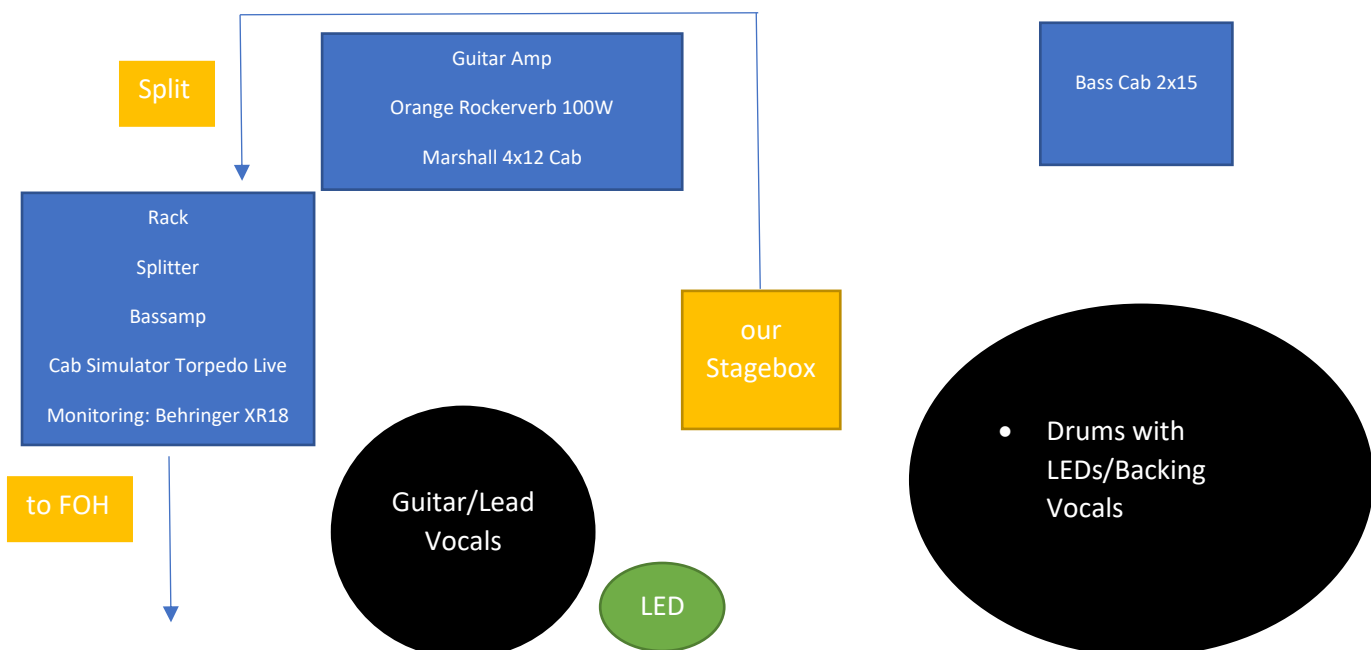 Split
Guitar Amp
Orange Rockerverb 100W
Marshall 4x12 Cab
Bass Cab 2x15
Rack
Splitter
Bassamp
Cab Simulator Torpedo Live
Monitoring: Behringer XR18
our
Stagebox
to FOH
Guitar/Lead
Vocals
LED
• Drums with
LEDs/Backing
Vocals